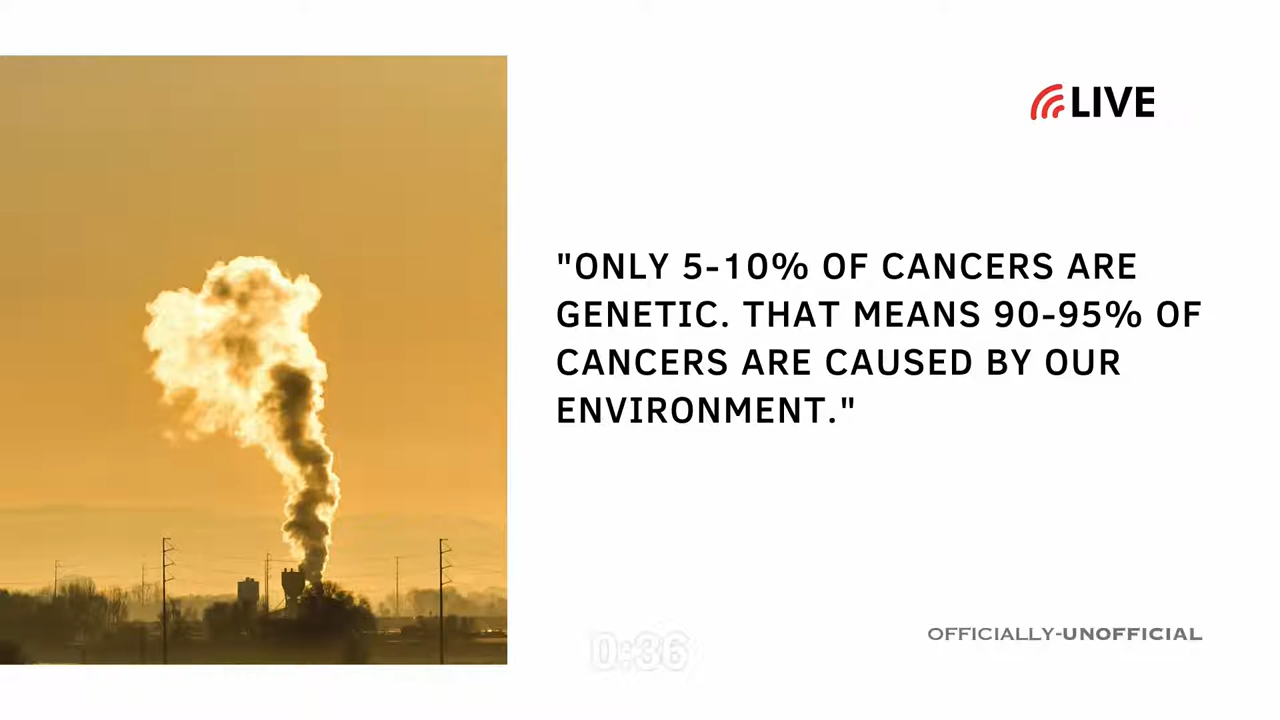 LIVE
"ONLY 5-10% OF CANCERS ARE
GENETIC. THAT MEANS 90-95% OF
CANCERS ARE CAUSED BY OUR
ENVIRONMENT."
OFFICIALLY-UNOFFICIAL
0:36